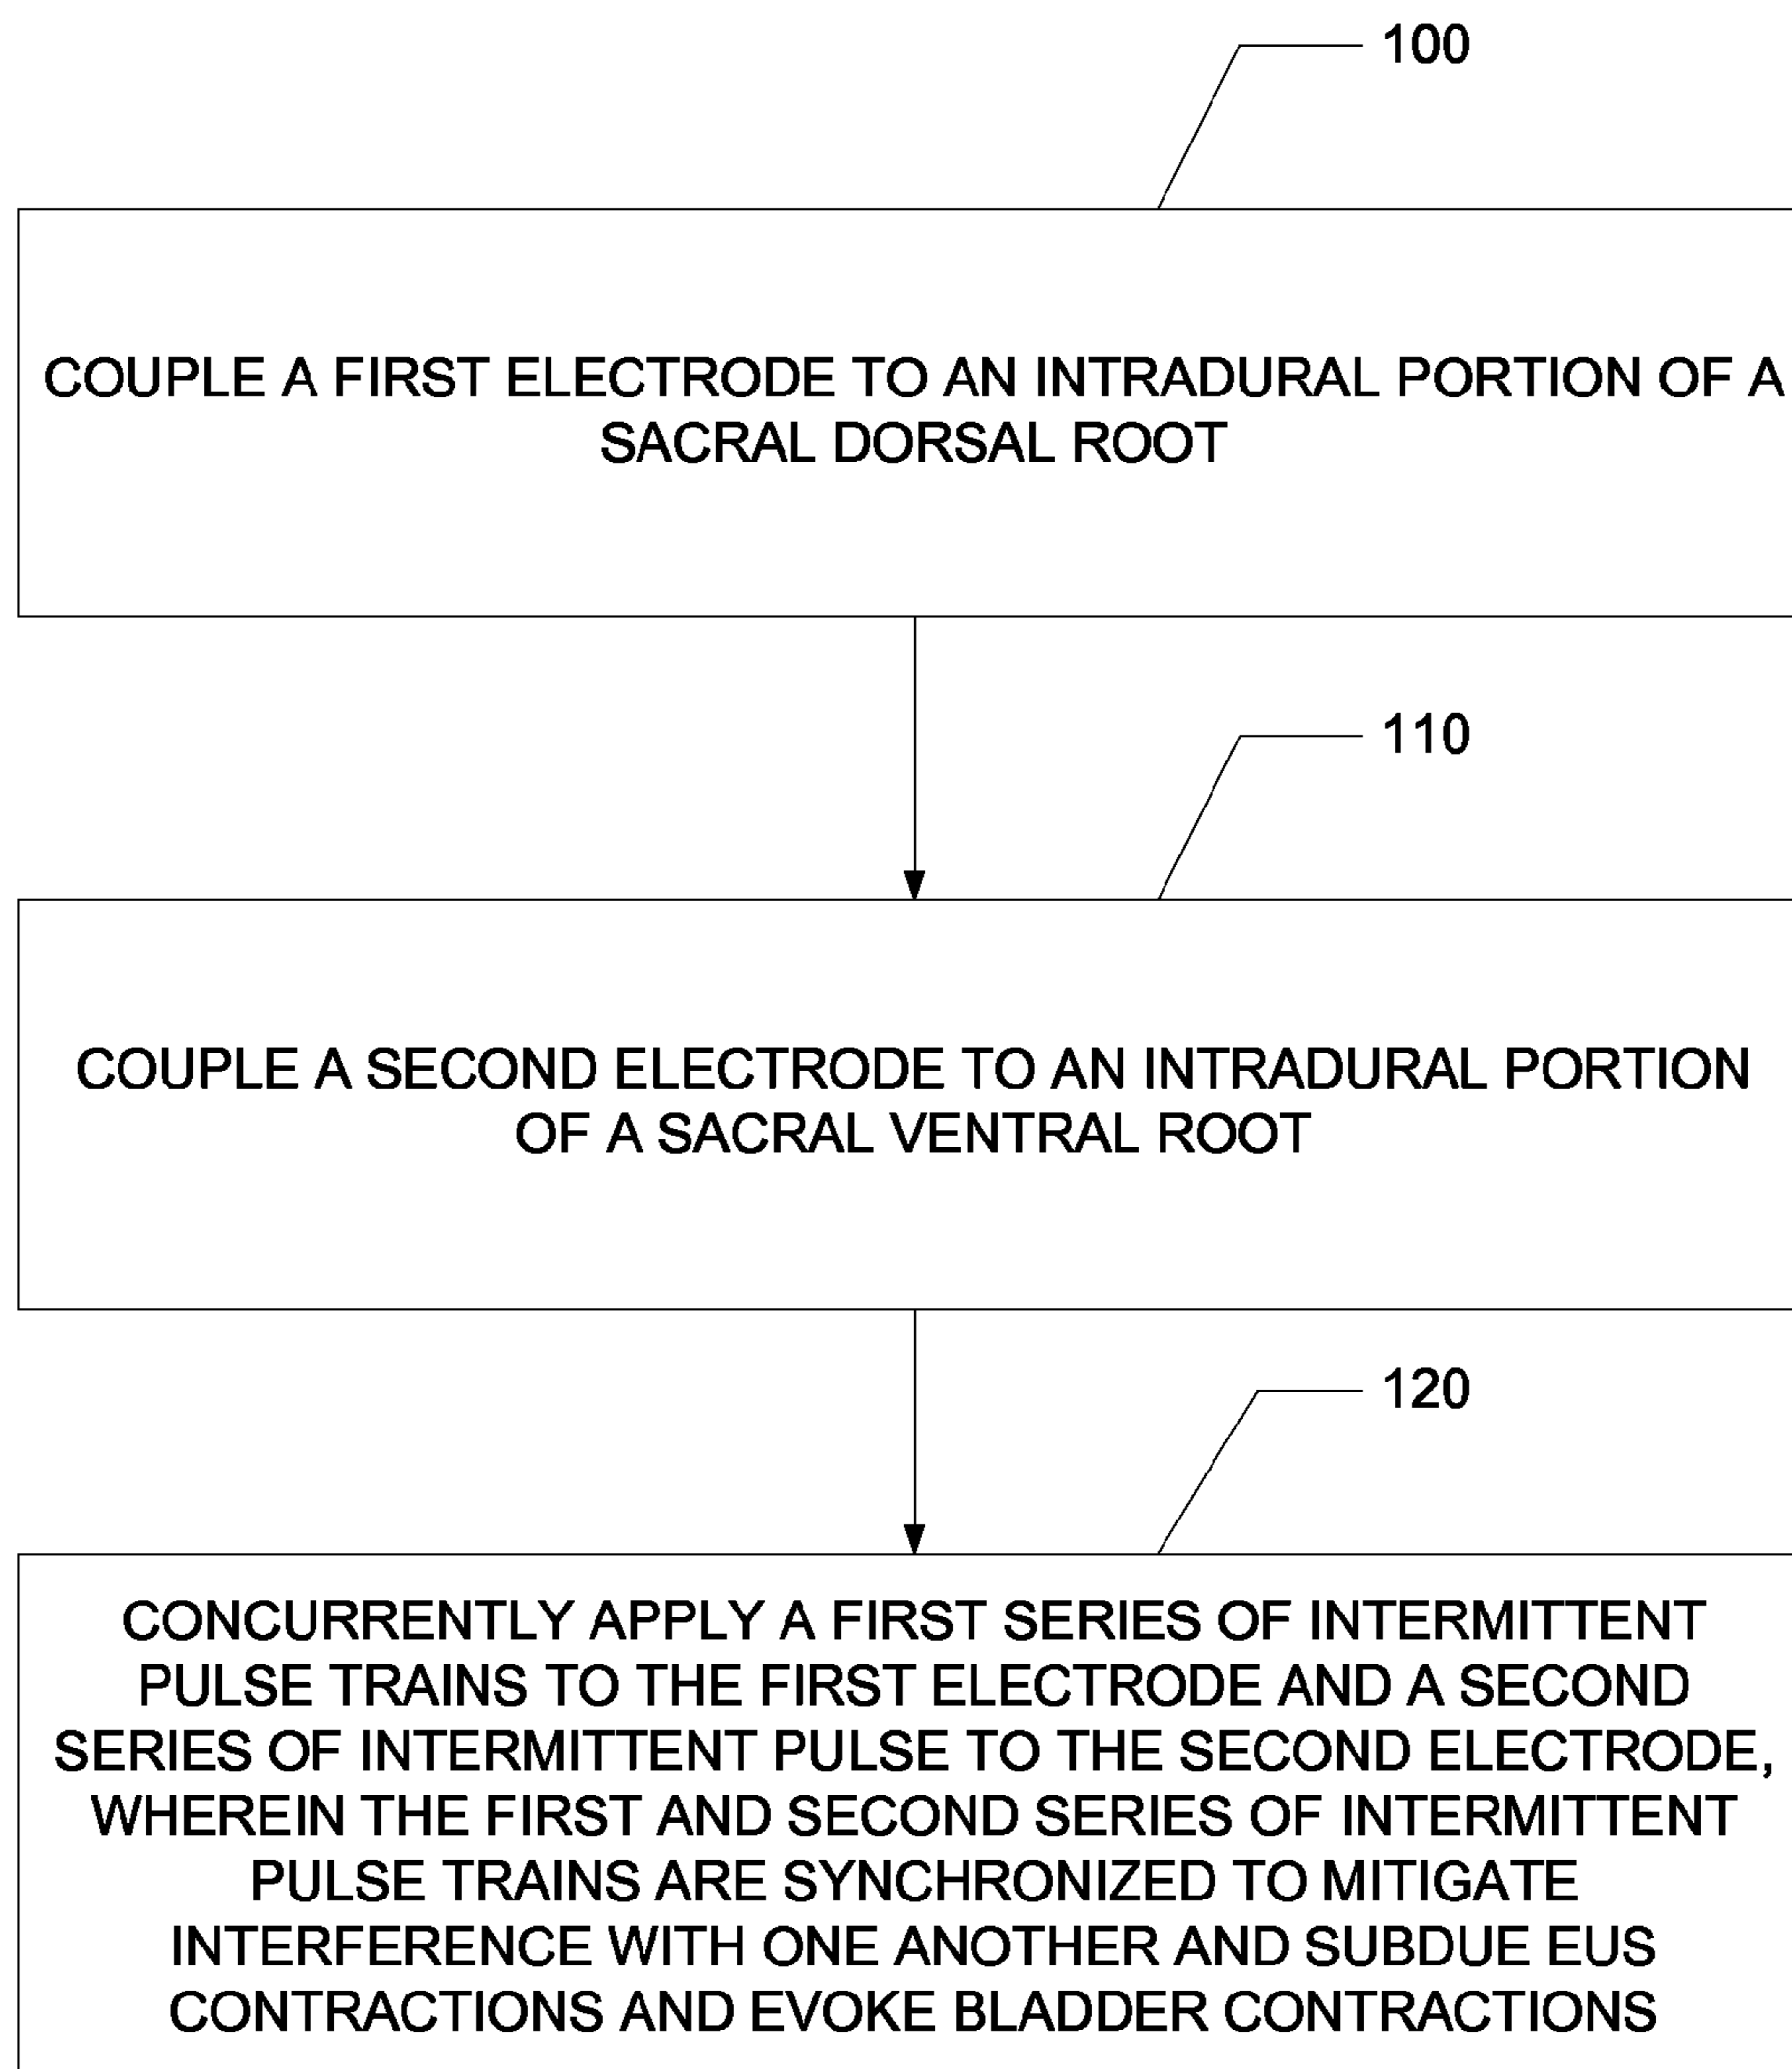 100
COUPLE A FIRST ELECTRODE TO AN INTRADURAL PORTION OF A
SACRAL DORSAL ROOT
110
COUPLE A SECOND ELECTRODE TO AN INTRADURAL PORTION
OF A SACRAL VENTRAL ROOT
120
CONCURRENTLY APPLY A FIRST SERIES OF INTERMITTENT
PULSE TRAINS TO THE FIRST ELECTRODE AND A SECOND
SERIES OF INTERMITTENT PULSE TO THE SECOND ELECTRODE,
WHEREIN THE FIRST AND SECOND SERIES OF INTERMITTENT
PULSE TRAINS ARE SYNCHRONIZED TO MITIGATE
INTERFERENCE WITH ONE ANOTHER AND SUBDUE EUS
CONTRACTIONS AND EVOKE BLADDER CONTRACTIONS